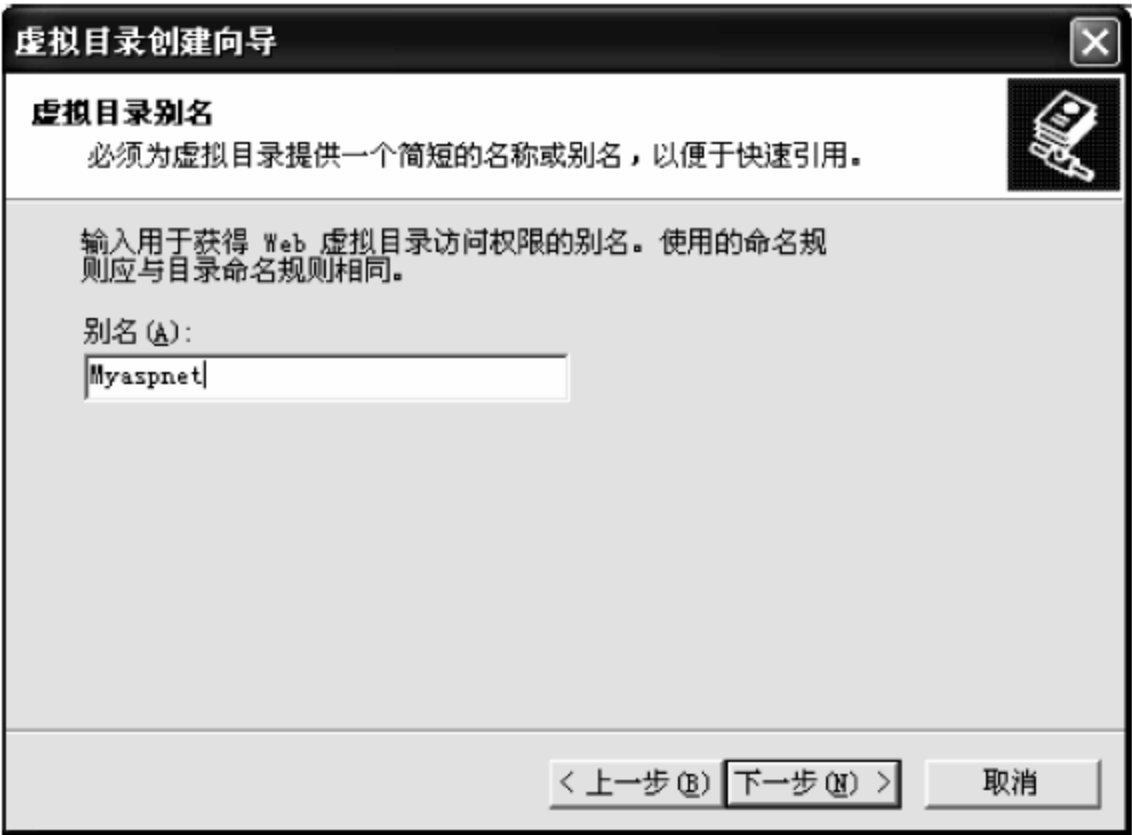 虚拟目录创建向导
虚拟目录别名
必须为虚拟目录提供一个简短的名称或别名，以便于快速引用。
输入用于获得 Web 虚拟目录访问权限的别名。使用的命名规
则应与目录命名规则相同。
别名(A):
Myaspnet
< 上一步(B) 下一步(N) > 取消